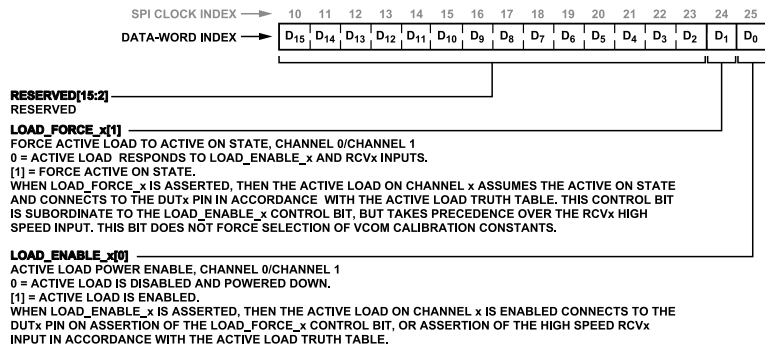 SPI CLOCK INDEX 10 11 12 13 14 15 16 17 18 19 20 21 22 23 24 25
DATA-WORD INDEX D15 D14 D13 D12 D11 D10 D9 D8 D7 D6 D5 D4 D3 D2 D1 D0
RESERVED[15:2]
RESERVED
LOAD_FORCE_x[1]
FORCE ACTIVE LOAD TO ACTIVE ON STATE, CHANNEL 0/CHANNEL 1
0 = ACTIVE LOAD RESPONDS TO LOAD_ENABLE_x AND RCVx INPUTS.
[1] = FORCE ACTIVE ON STATE.
WHEN LOAD_FORCE_x IS ASSERTED, THEN THE ACTIVE LOAD ON CHANNEL x ASSUMES THE ACTIVE ON STATE
AND CONNECTS TO THE DUTx PIN IN ACCORDANCE WITH THE ACTIVE LOAD TRUTH TABLE. THIS CONTROL BIT
IS SUBORDINATE TO THE LOAD_ENABLE_x CONTROL BIT, BUT TAKES PRECEDENCE OVER THE RCVx HIGH
SPEED INPUT. THIS BIT DOES NOT FORCE SELECTION OF VCOM CALIBRATION CONSTANTS.
LOAD_ENABLE_x[0]
ACTIVE LOAD POWER ENABLE, CHANNEL 0/CHANNEL 1
0 = ACTIVE LOAD IS DISABLED AND POWERED DOWN.
[1] = ACTIVE LOAD IS ENABLED.
WHEN LOAD_ENABLE_x IS ASSERTED, THEN THE ACTIVE LOAD ON CHANNEL x IS ENABLED CONNECTS TO THE
DUTx PIN ON ASSERTION OF THE LOAD_FORCE_x CONTROL BIT, OR ASSERTION OF THE HIGH SPEED RCVx
INPUT IN ACCORDANCE WITH THE ACTIVE LOAD TRUTH TABLE.